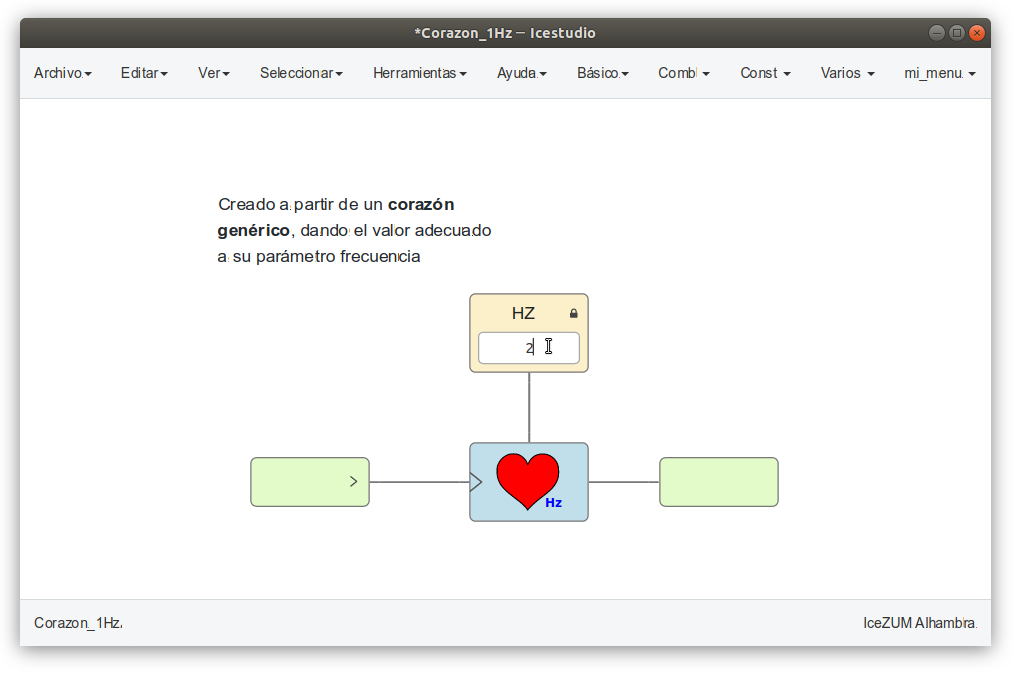 *Corazon_1Hz – Icestudio
Archivo Editar Ver Seleccionar Herramientas Ayuda Básico Comb Const Varios mi_menu
Creado a partir de un corazón
genérico, dando el valor adecuado
a su parámetro frecuencia
HZ
2
Hz
Corazon_1Hz IceZUM Alhambra